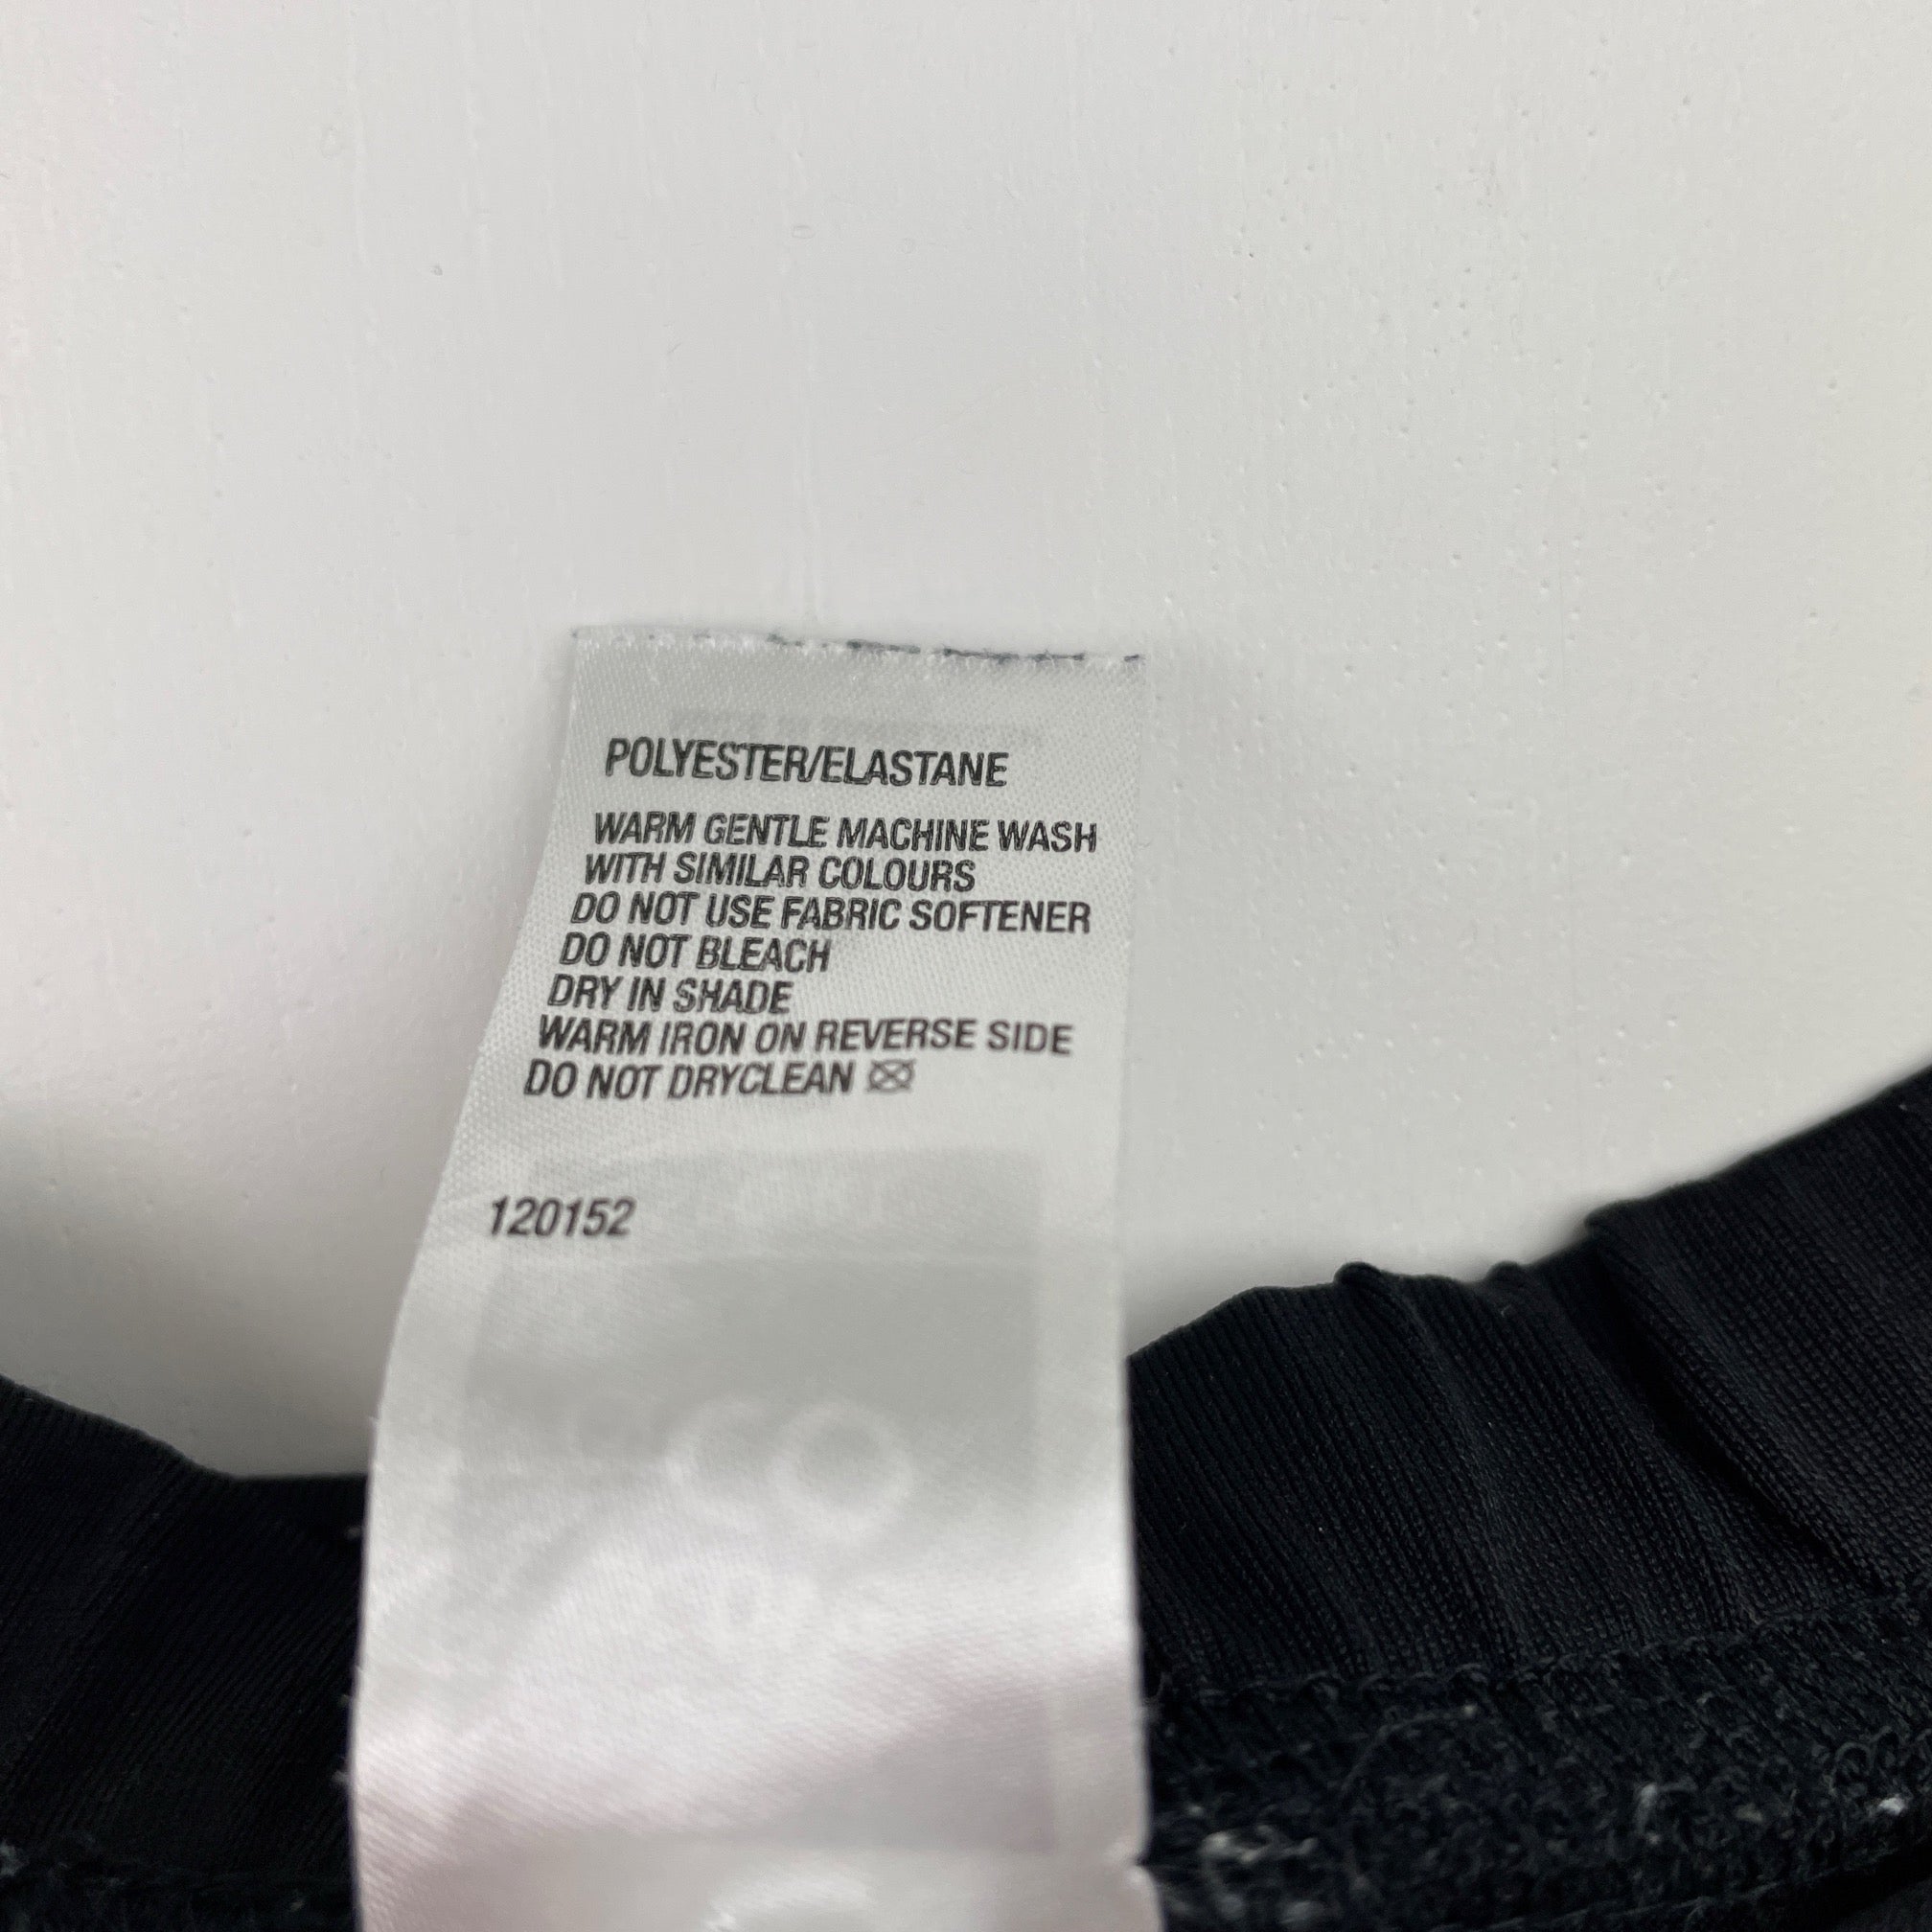 POLYESTER/ELASTANE
WARM GENTLE MACHINE WASH
WITH SIMILAR COLOURS
DO NOT USE FABRIC SOFTENER
DO NOT BLEACH
DRY IN SHADE
WARM IRON ON REVERSE SIDE
DO NOT DRYCLEAN
120152